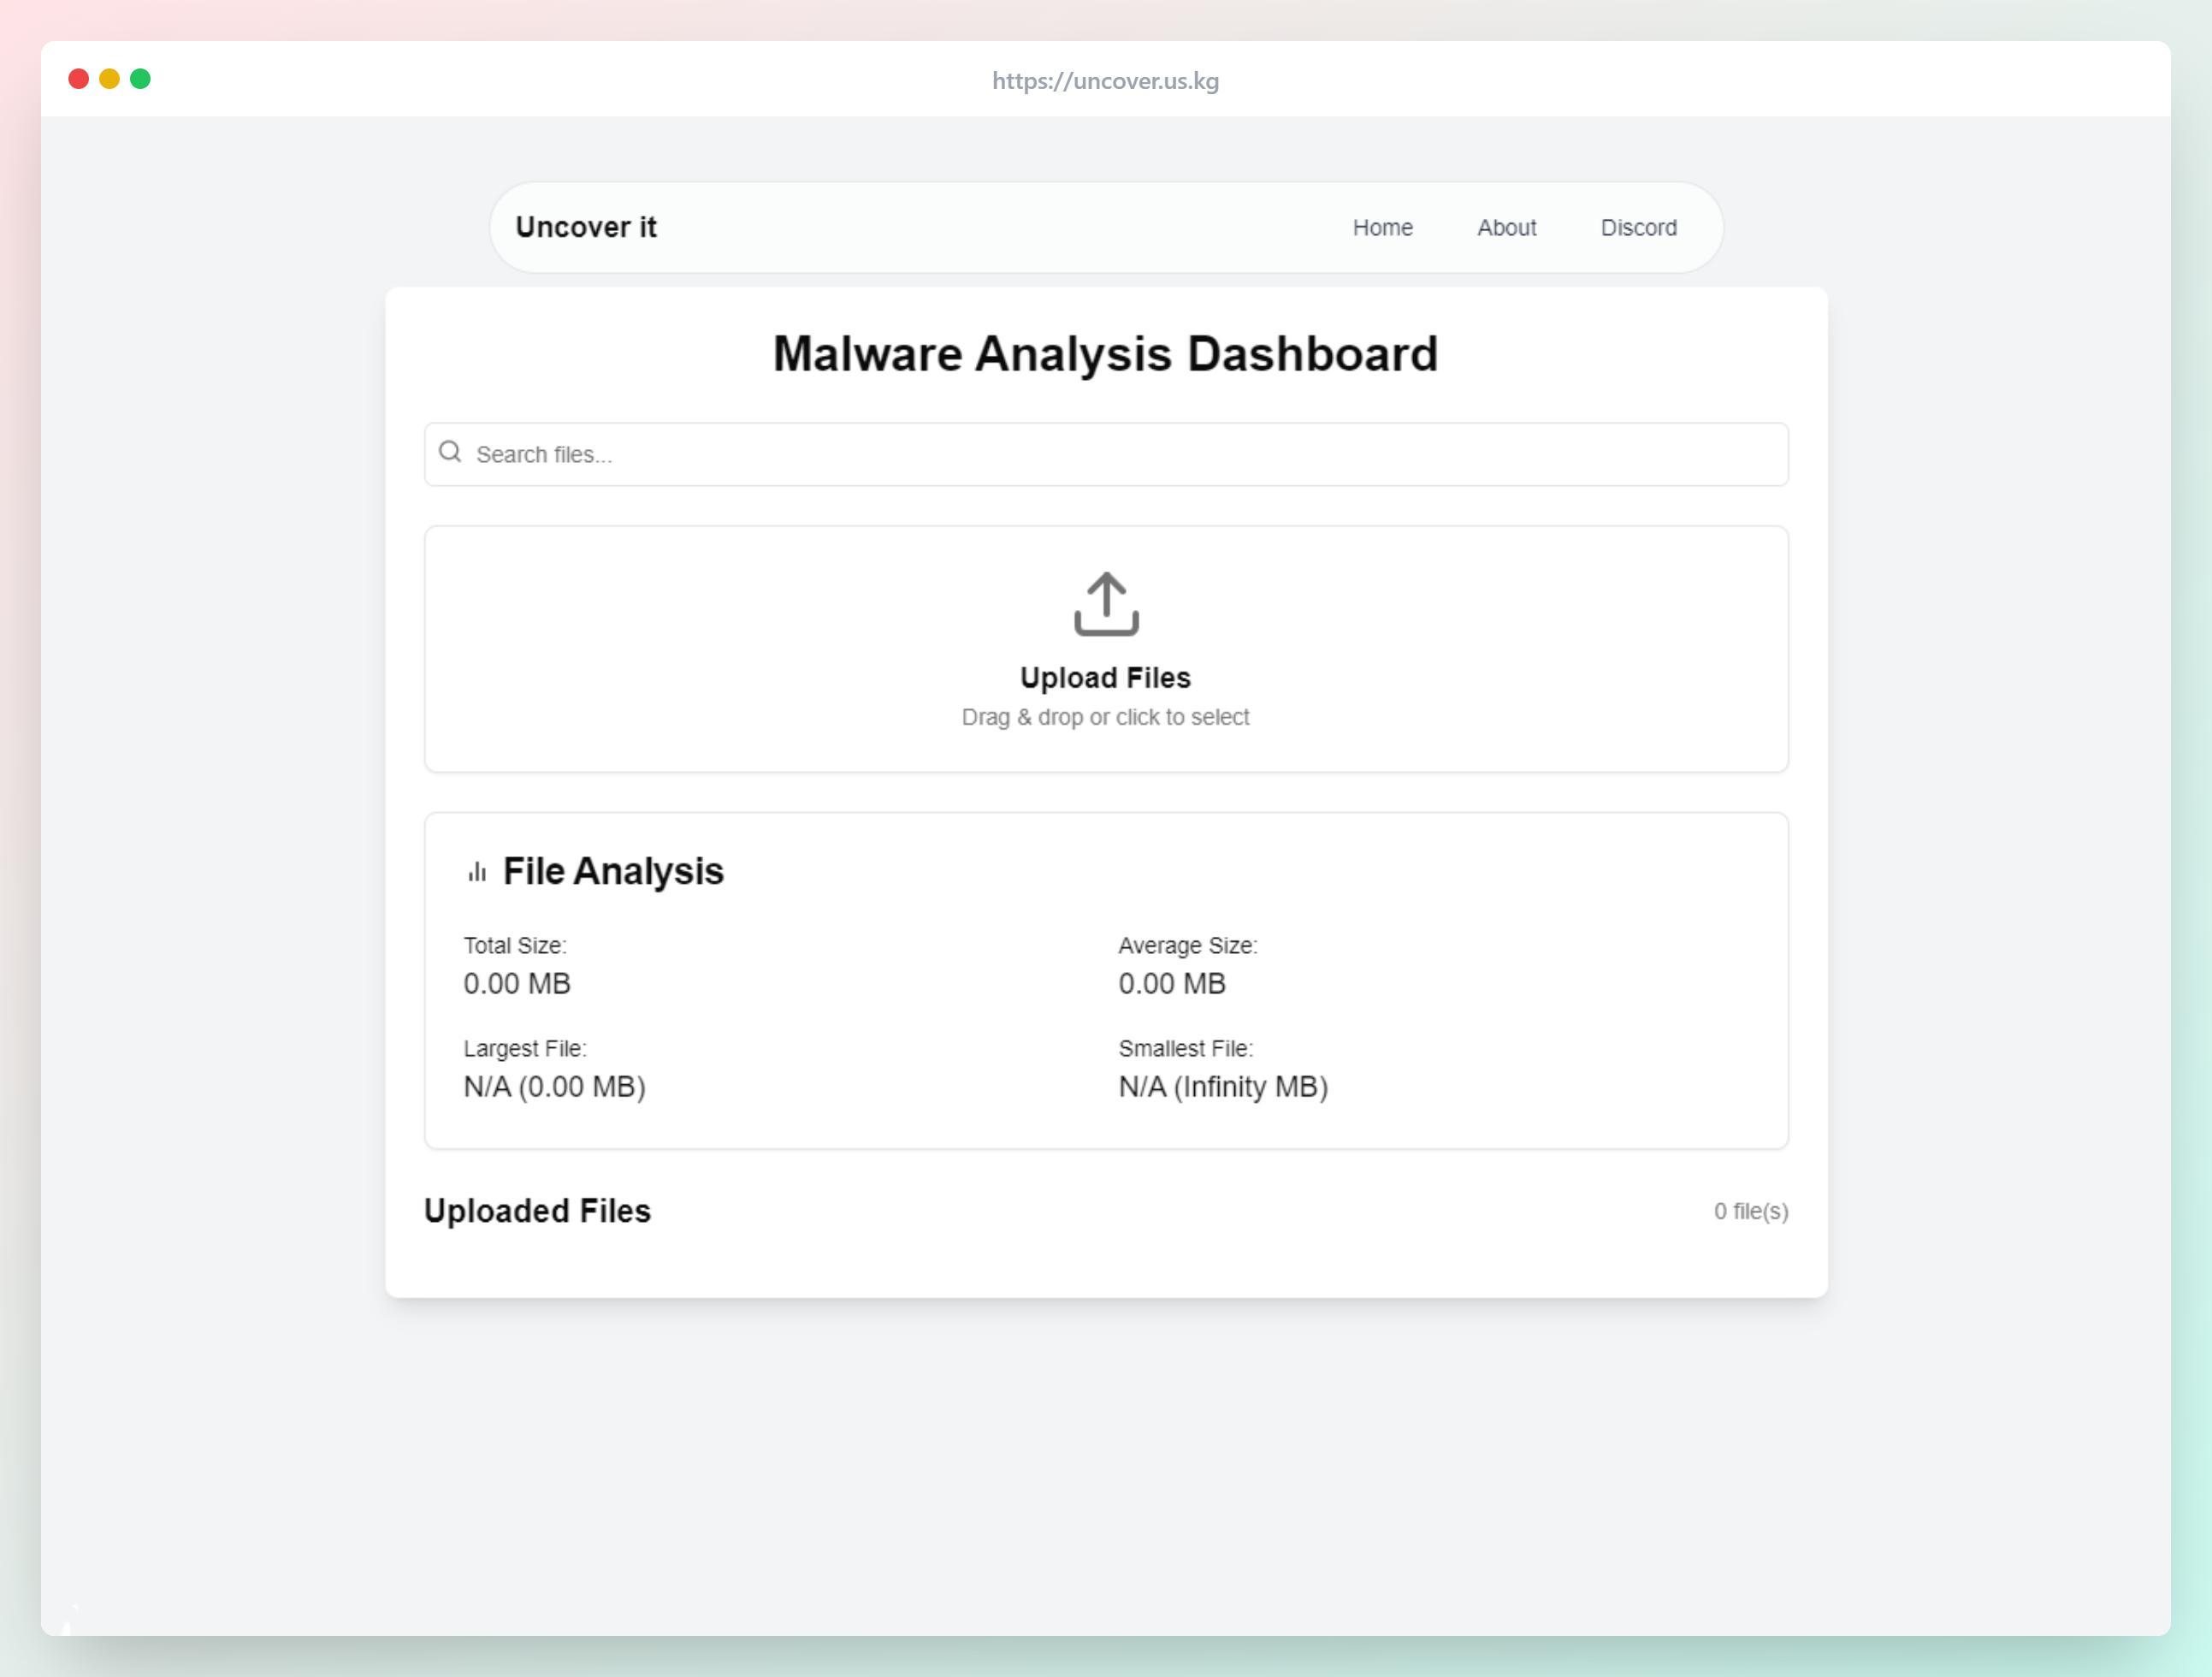 https://uncover.us.kg
Uncover it
Home
About
Discord
Malware Analysis Dashboard
Search files...
Upload Files
Drag & drop or click to select
File Analysis
Total Size:
0.00 MB
Average Size:
0.00 MB
Largest File:
N/A (0.00 MB)
Smallest File:
N/A (Infinity MB)
Uploaded Files
0 file(s)